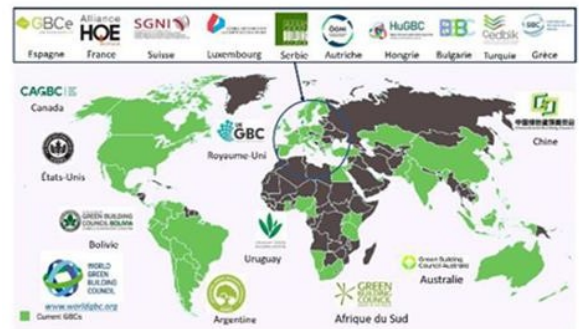 GBCe
Alliance
HQE
SGNI
ÖGNI
HuGBC
Çedbik
Espagne
France
Suisse
Luxembourg
Serbie
Autriche
Hongrie
Bulgarie
Turquie
Grèce
CAGBC
Canada
États-Unis
UK
GBC
Royaume-Uni
Chine
GREEN BUILDING
COUNCIL BOLIVIA
Bolivie
WORLD
GREEN
BUILDING
COUNCIL
www.worldgbc.org
Current GBCs
Argentine
Uruguay
GREEN
BUILDING
Afrique du Sud
Green Building
Council Australia
Australie